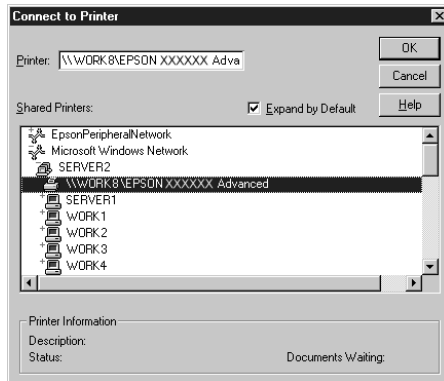 Connect to Printer
Printer: \\WORK8\EPSON XXXXXX Adva
OK
Cancel
Help
Shared Printers:
Expand by Default
EpsonPeripheralNetwork
Microsoft Windows Network
SERVER2
\\WORK8\EPSON XXXXXX Advanced
SERVER1
WORK1
WORK2
WORK3
WORK4
Printer Information
Description:
Status: Documents Waiting: